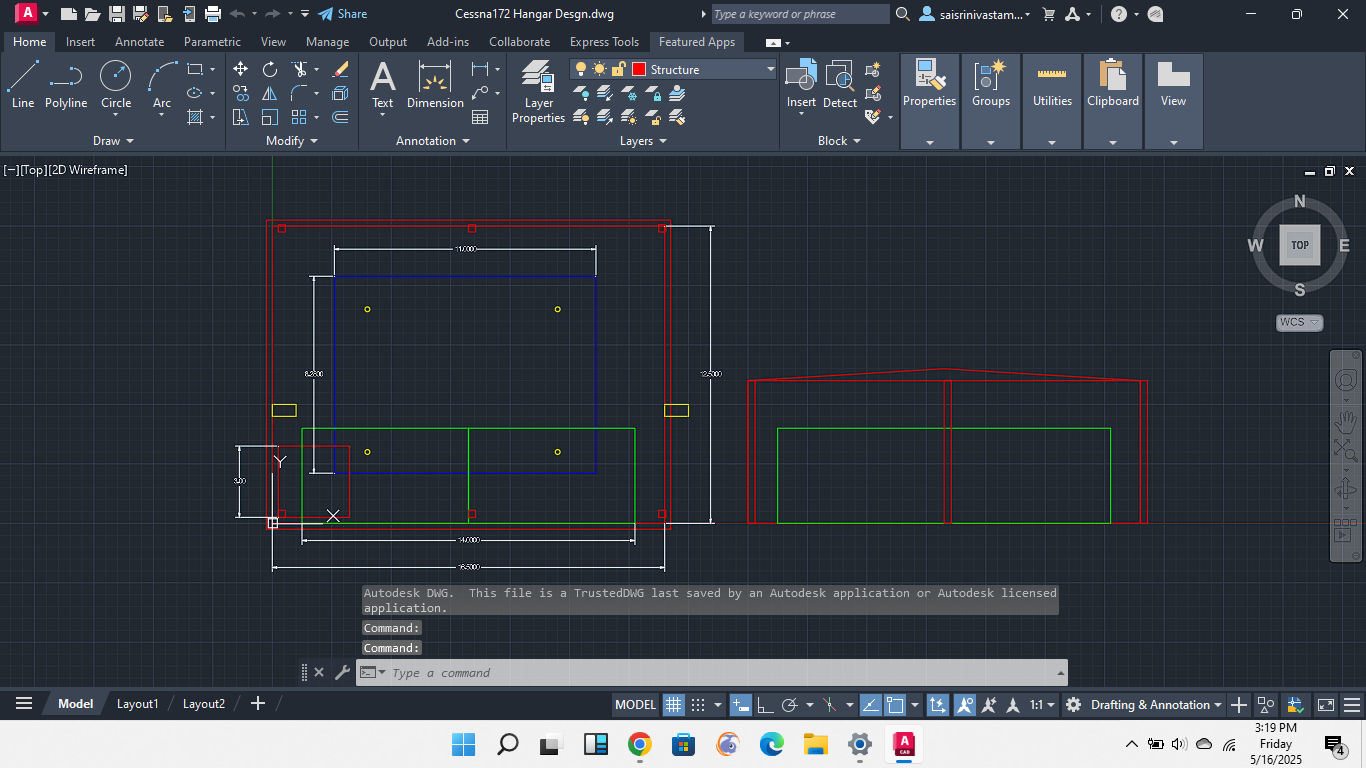 A CAD
Share
Cessna172 Hangar Desgn.dwg
Type a keyword or phrase
saisrinivastam...
Home Insert Annotate Parametric View Manage Output Add-ins Collaborate Express Tools Featured Apps
Line Polyline Circle Arc
Text Dimension
Layer Properties
Structure
Insert Detect
Properties Groups Utilities Clipboard View
Draw Modify Annotation Layers Block
[−][Top][2D Wireframe]
N
W TOP E
S
WCS
11.0000
12.5000
3.00
Y
X
14.0000
16.5000
Autodesk DWG. This file is a TrustedDWG last saved by an Autodesk application or Autodesk licensed
application.
Command:
Command:
Type a command
Model Layout1 Layout2
MODEL
1:1
Drafting & Annotation
3:19 PM
Friday
5/16/2025
4
A CAD